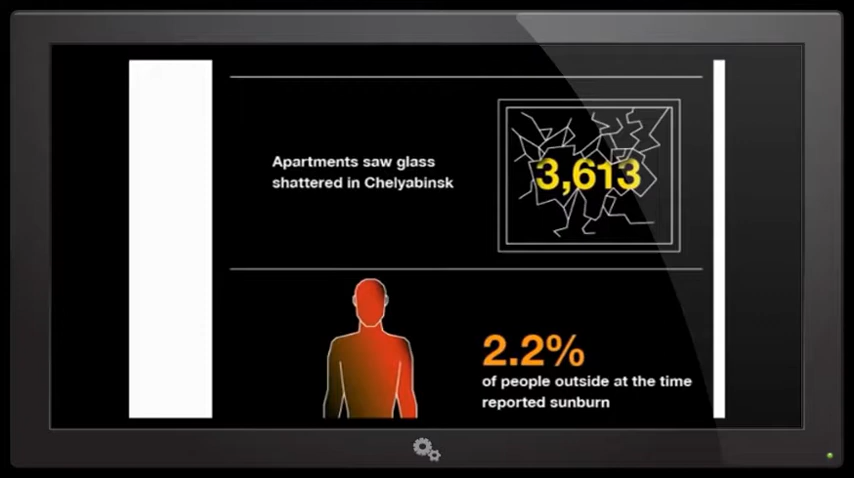 Apartments saw glass
shattered in Chelyabinsk
3,613
2.2%
of people outside at the time
reported sunburn